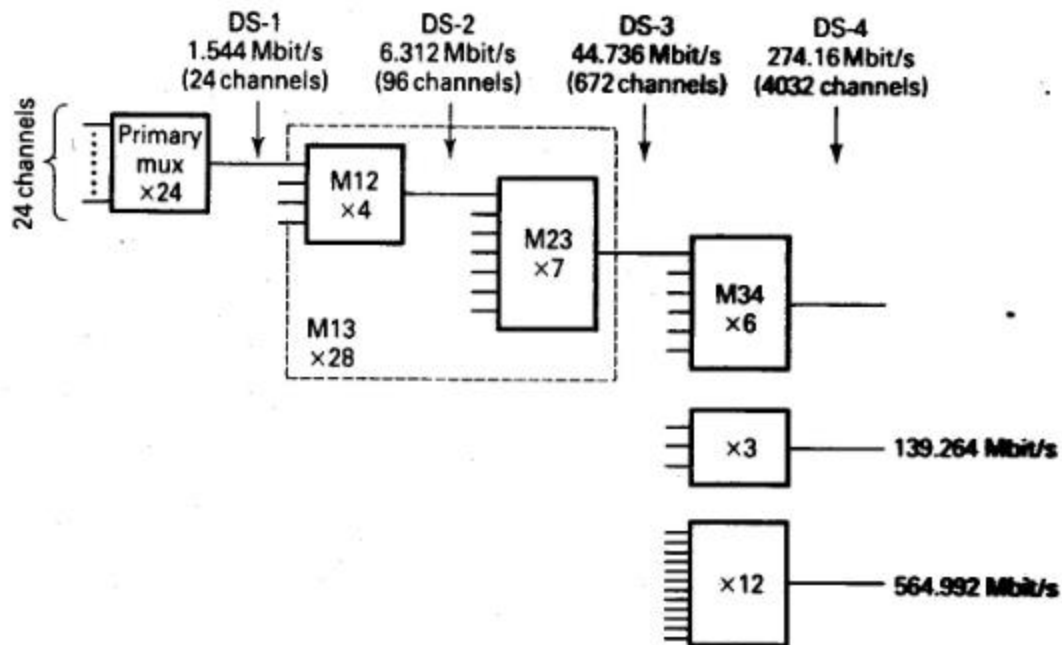 DS-1
1.544 Mbit/s
(24 channels)
DS-2
6.312 Mbit/s
(96 channels)
DS-3
44.736 Mbit/s
(672 channels)
DS-4
274.16 Mbit/s
(4032 channels)
24 channels
Primary
mux
×24
M12
×4
M23
×7
M13
×28
M34
×6
×3
139.264 Mbit/s
×12
564.992 Mbit/s